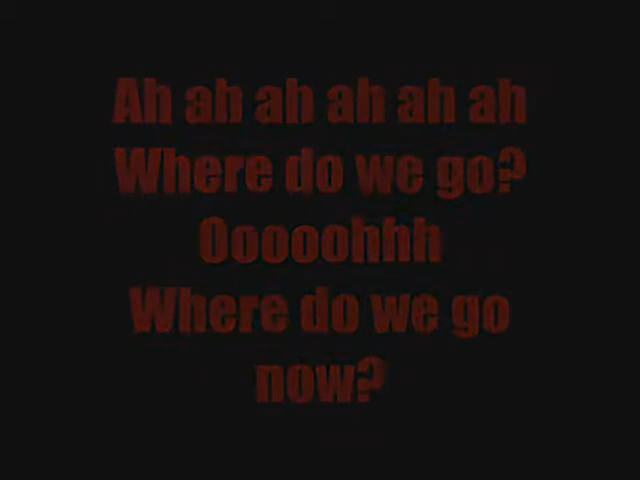 Ah ah ah ah ah ah
Where do we go?
Ooooohhh
Where do we go
now?